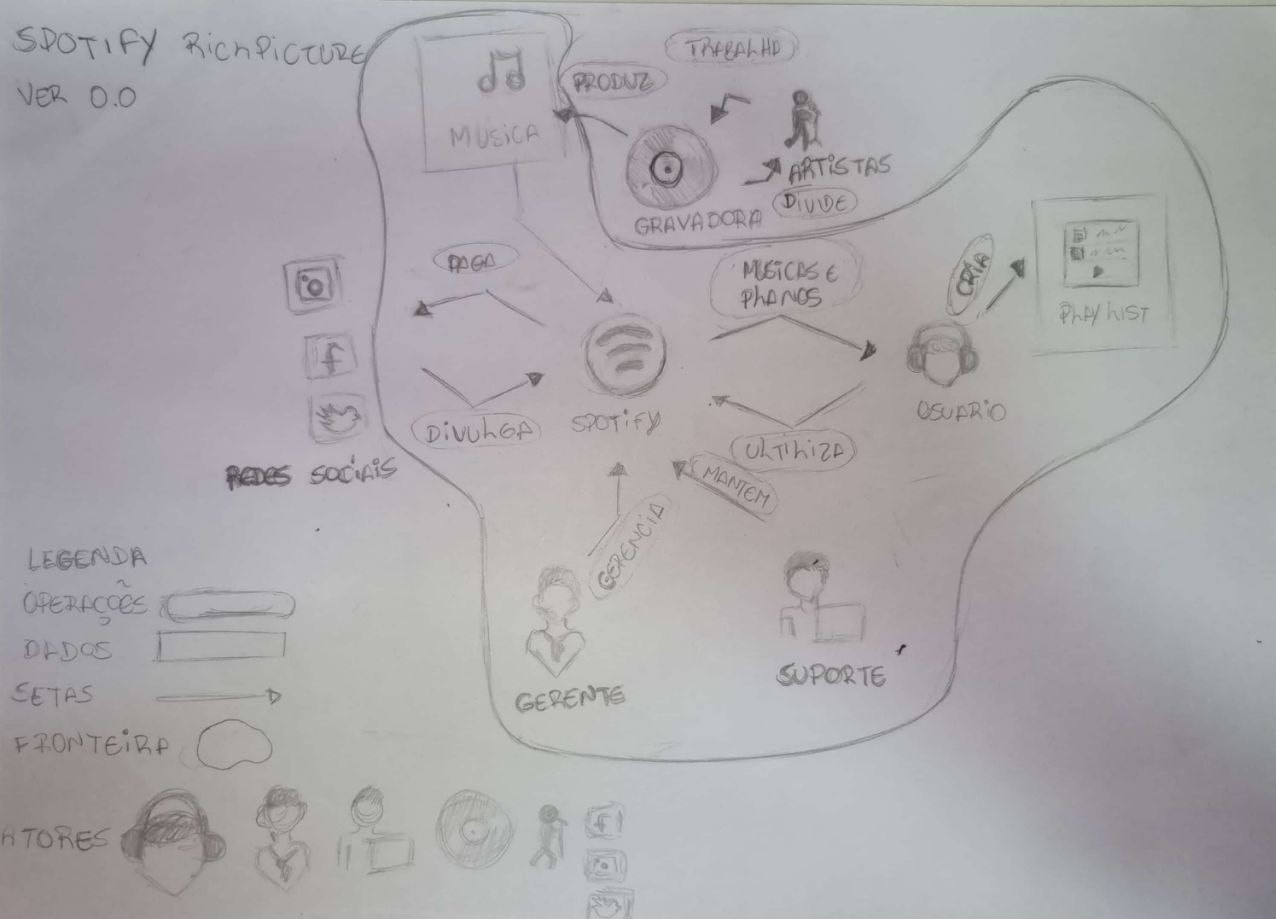 SPOTIFY RICHPICTURE
VER 0.0
TRABALHA
PRODUZ
MUSICA
ARTISTAS
DIVIDE
GRAVADORA
PAGA
MUSICAS E
PLANOS
CRIA
PLAYLIST
DIVULGA
SPOTIFY
USUARIO
ULTILIZA
MANTEM
REDES SOCIAIS
GERENCIA
GERENTE
SUPORTE
LEGENDA
OPERAÇÕES
DADOS
SETAS
FRONTEIRA
ATORES